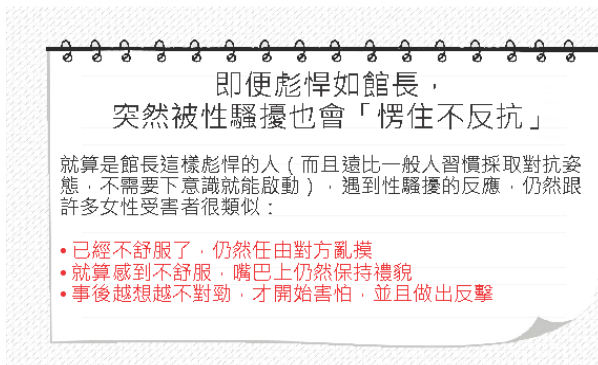 即便彪悍如館長，
突然被性騷擾也會「愣住不反抗」
就算是館長這樣彪悍的人（而且遠比一般人習慣採取對抗姿
態，不需要下意識就能啟動），遇到性騷擾的反應，仍然跟
許多女性受害者很類似：
•已經不舒服了，仍然任由對方亂摸
•就算感到不舒服，嘴巴上仍然保持禮貌
•事後越想越不對勁，才開始害怕，並且做出反擊